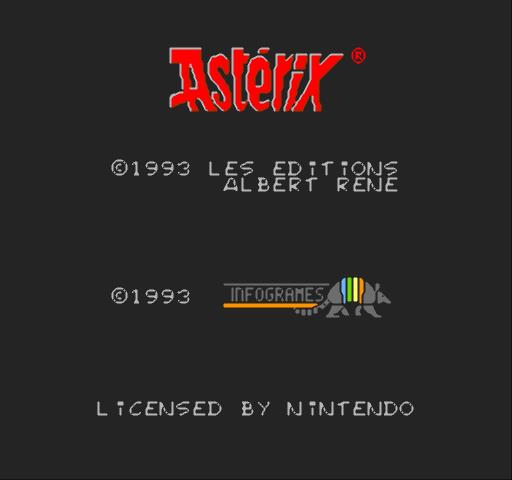 Astérix ®
©1993 LES EDITIONS
ALBERT RENE
©1993 INFOGRAMES
LICENSED BY NINTENDO